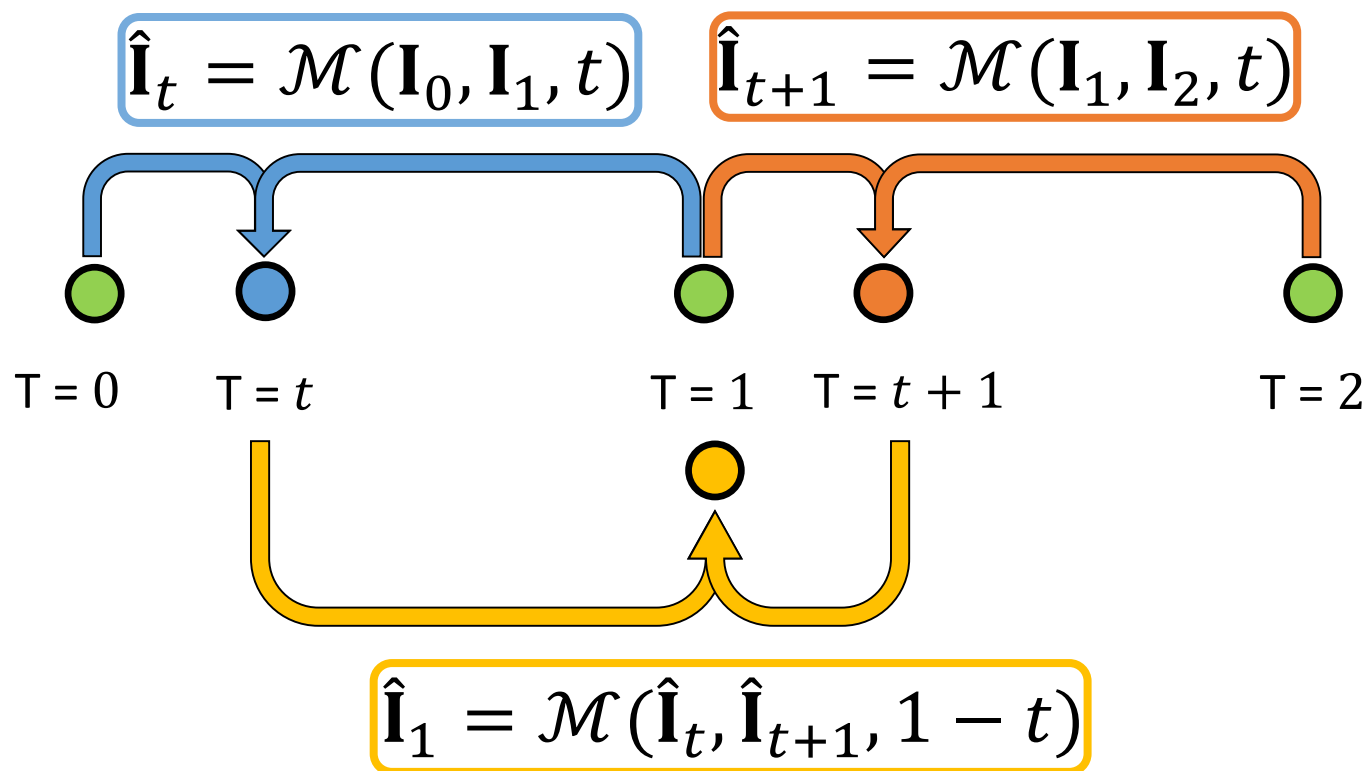 Î_t = ℳ(I_0, I_1, t)
Î_{t+1} = ℳ(I_1, I_2, t)
T = 0
T = t
T = 1
T = t + 1
T = 2
Î_1 = ℳ(Î_t, Î_{t+1}, 1 − t)